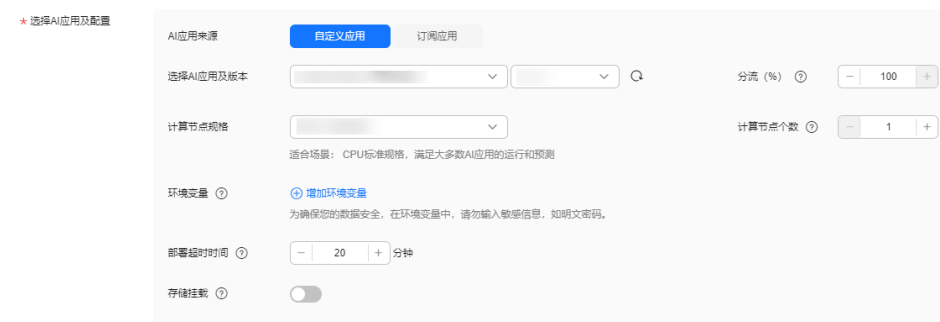 * 选择AI应用及配置
AI应用来源 自定义应用 订阅应用
选择AI应用及版本 分流（%） ? - 100 +
计算节点规格 计算节点个数 ? - 1 +
适合场景： CPU标准规格，满足大多数AI应用的运行和预测
环境变量 ? 增加环境变量
为确保您的数据安全，在环境变量中，请勿输入敏感信息，如明文密码。
部署超时时间 ? - 20 + 分钟
存储挂载 ?